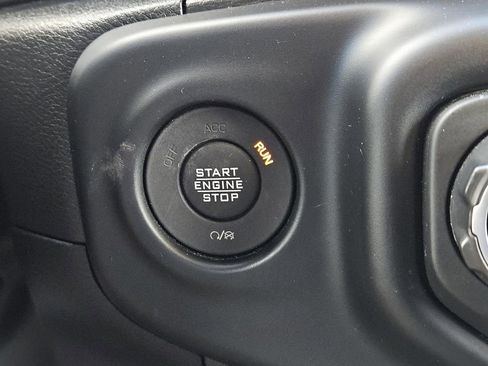 OFF ACC RUN
START
ENGINE
STOP